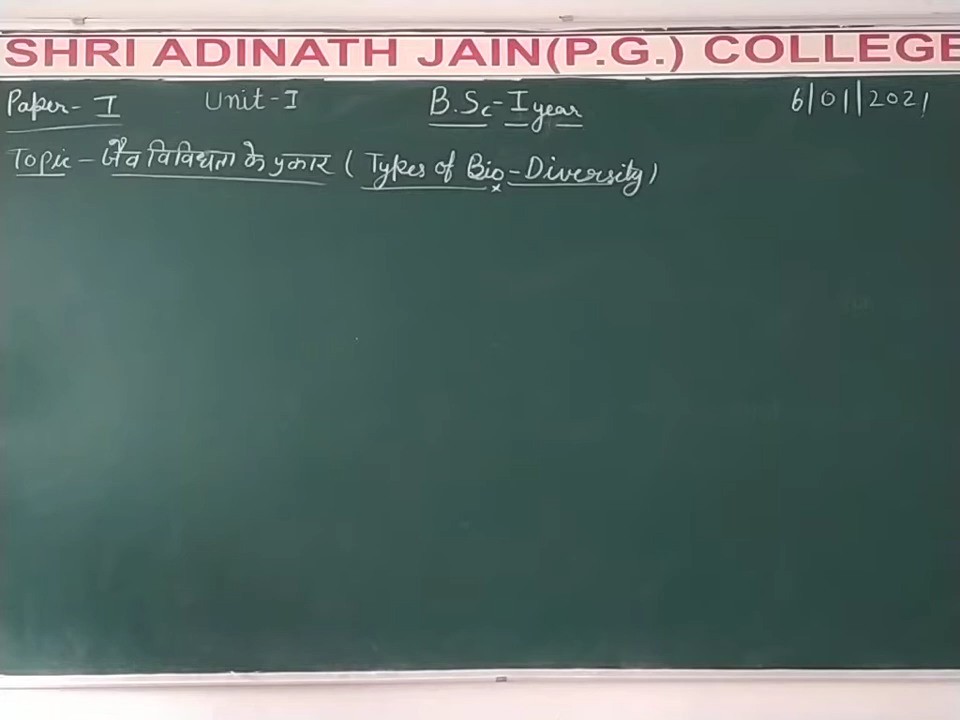 SHRI ADINATH JAIN(P.G.) COLLEGE
Paper - I Unit - I B.Sc - I year 6/01/2021
Topic - जैव विविधता के प्रकार ( Types of Bio-Diversity )